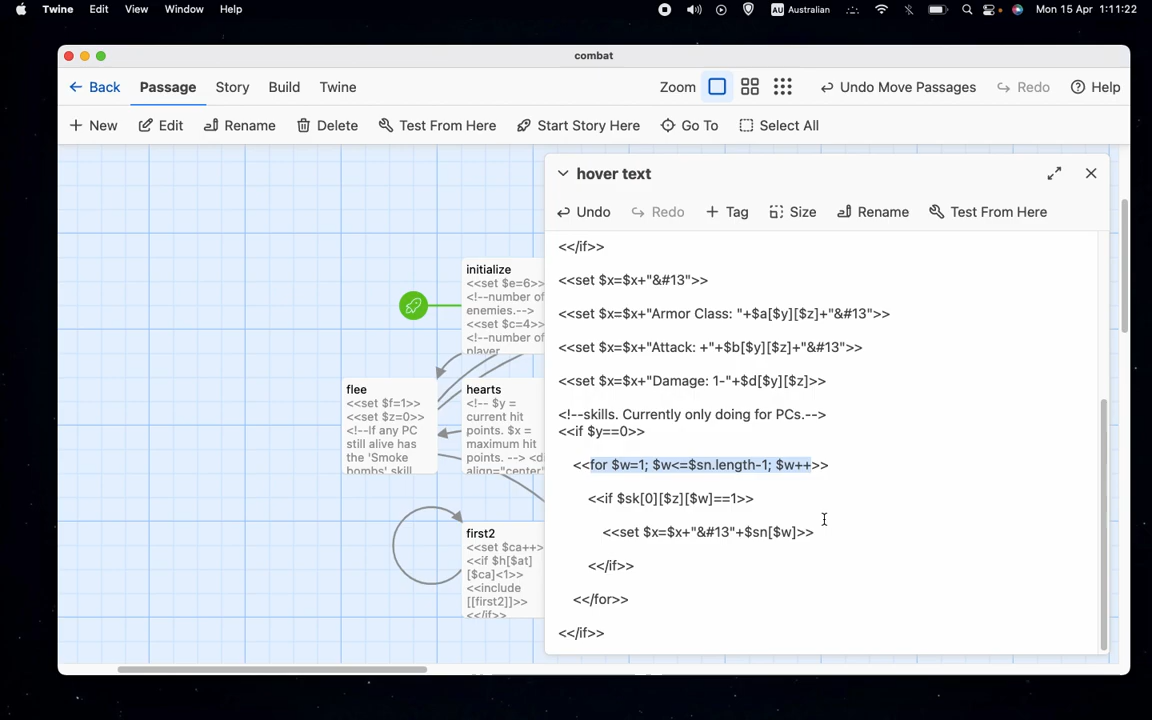 Twine Edit View Window Help AU Australian Mon 15 Apr 1:11:22
combat
Back Passage Story Build Twine Zoom Undo Move Passages Redo Help
New Edit Rename Delete Test From Here Start Story Here Go To Select All
initialize
<<set $e=6>>
<!--number of
enemies.-->
<<set $c=4>>
<!--number of
player
flee
<<set $f=1>>
<<set $z=0>>
<!--If any PC
still alive has
the 'Smoke
bombs' skill
hearts
<!-- $y =
current hit
points. $x =
maximum hit
points. --> <d
align="center"
first2
<<set $ca++>
<<if $h[$at]
[$ca]<1>>
<<include
[[first2]]>>
<</if>>
hover text
Undo Redo Tag Size Rename Test From Here
<</if>>
<<set $x=$x+"&#13">>
<<set $x=$x+"Armor Class: "+$a[$y][$z]+"&#13">>
<<set $x=$x+"Attack: +"+$b[$y][$z]+"&#13">>
<<set $x=$x+"Damage: 1-"+$d[$y][$z]>>
<!--skills. Currently only doing for PCs.-->
<<if $y==0>>
<<for $w=1; $w<=$sn.length-1; $w++>>
<<if $sk[0][$z][$w]==1>>
<<set $x=$x+"&#13"+$sn[$w]>>
<</if>>
<</for>>
<</if>>